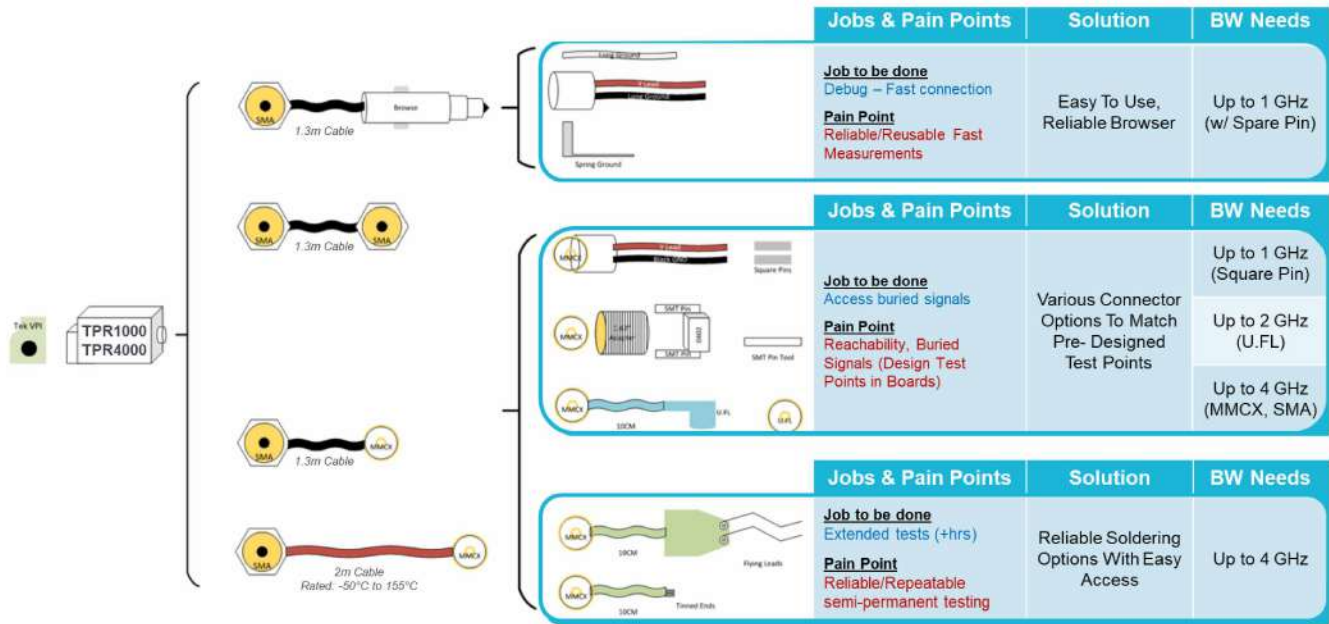 Jobs & Pain Points
Solution
BW Needs
Long Ground
V Lead
Long Ground
Spring Ground
SMA
Browse
1.3m Cable
Job to be done
Debug – Fast connection
Pain Point
Reliable/Reusable Fast
Measurements
Easy To Use,
Reliable Browser
Up to 1 GHz
(w/ Spare Pin)
SMA
SMA
1.3m Cable
Tek VPI
TPR1000
TPR4000
SMA
MMCX
1.3m Cable
SMA
MMCX
2m Cable
Rated: -50°C to 155°C
Jobs & Pain Points
Solution
BW Needs
MMCX
V Lead
Black GND
Square Pins
MMCX
Adapter
SMT Pin
SMT Pin
SMT Pin Tool
MMCX
10CM
U.FL
U.FL
Job to be done
Access buried signals
Pain Point
Reachability, Buried
Signals (Design Test
Points in Boards)
Various Connector
Options To Match
Pre- Designed
Test Points
Up to 1 GHz
(Square Pin)
Up to 2 GHz
(U.FL)
Up to 4 GHz
(MMCX, SMA)
Jobs & Pain Points
Solution
BW Needs
MMCX
10CM
Flying Leads
MMCX
10CM
Tinned Ends
Job to be done
Extended tests (+hrs)
Pain Point
Reliable/Repeatable
semi-permanent testing
Reliable Soldering
Options With Easy
Access
Up to 4 GHz